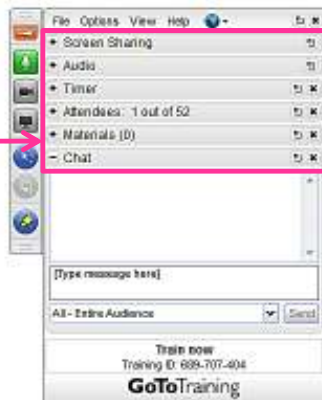 File Options View Help
+ Screen Sharing
+ Audio
+ Timer
+ Attendees: 1 out of 52
+ Materials (0)
− Chat
[Type message here]
All - Entire Audience
Send
Train now
Training ID: 689-707-404
GoToTraining